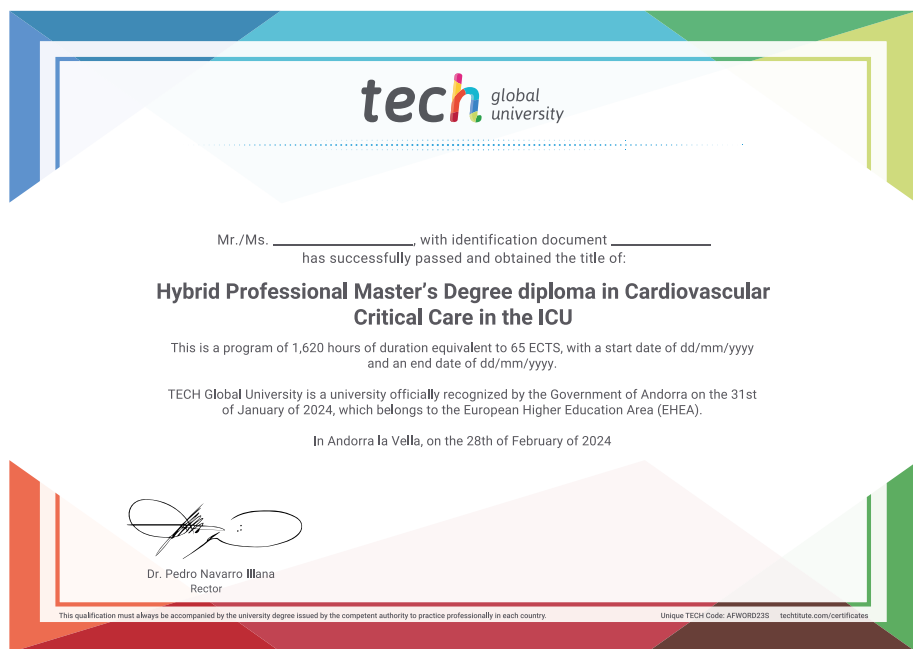 tech global
university
Mr./Ms. ____________________, with identification document ______________
has successfully passed and obtained the title of:
Hybrid Professional Master's Degree diploma in Cardiovascular
Critical Care in the ICU
This is a program of 1,620 hours of duration equivalent to 65 ECTS, with a start date of dd/mm/yyyy
and an end date of dd/mm/yyyy.
TECH Global University is a university officially recognized by the Government of Andorra on the 31st
of January of 2024, which belongs to the European Higher Education Area (EHEA).
In Andorra la Vella, on the 28th of February of 2024
Dr. Pedro Navarro Illana
Rector
This qualification must always be accompanied by the university degree issued by the competent authority to practice professionally in each country.
Unique TECH Code: AFWORD23S techtitute.com/certificates